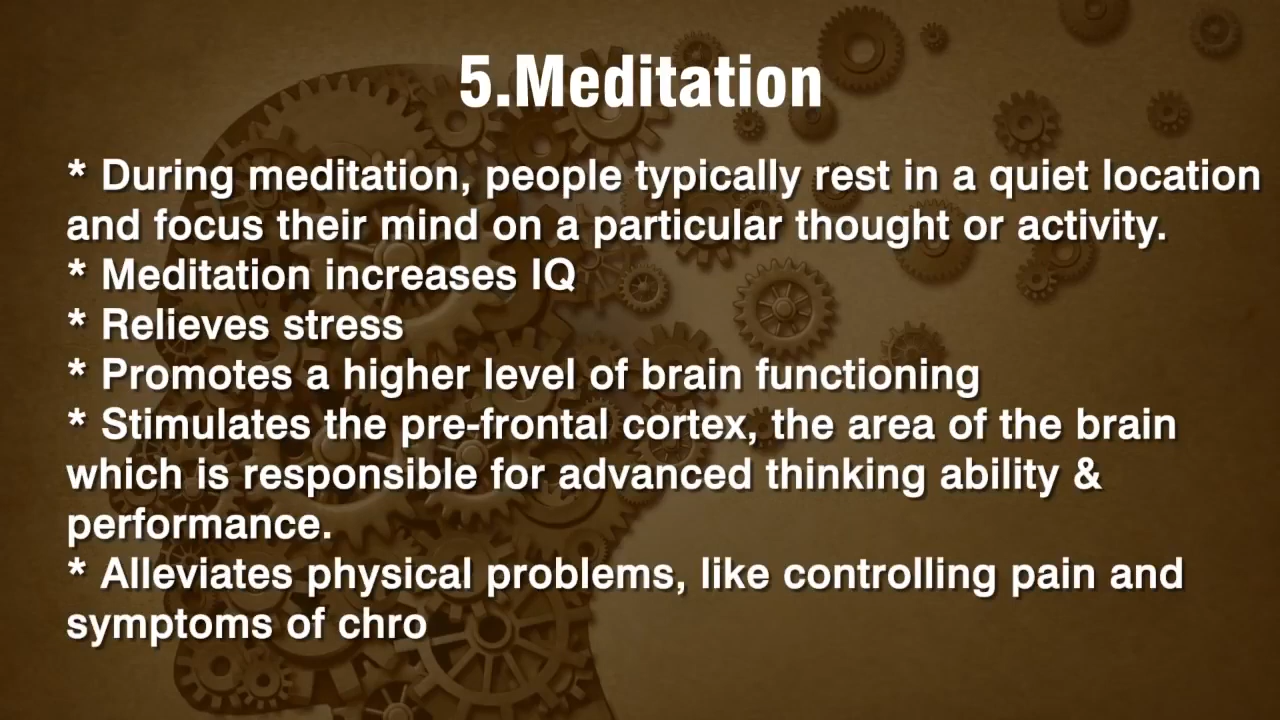 5.Meditation
* During meditation, people typically rest in a quiet location
and focus their mind on a particular thought or activity.
* Meditation increases IQ
* Relieves stress
* Promotes a higher level of brain functioning
* Stimulates the pre-frontal cortex, the area of the brain
which is responsible for advanced thinking ability &
performance.
* Alleviates physical problems, like controlling pain and
symptoms of chro